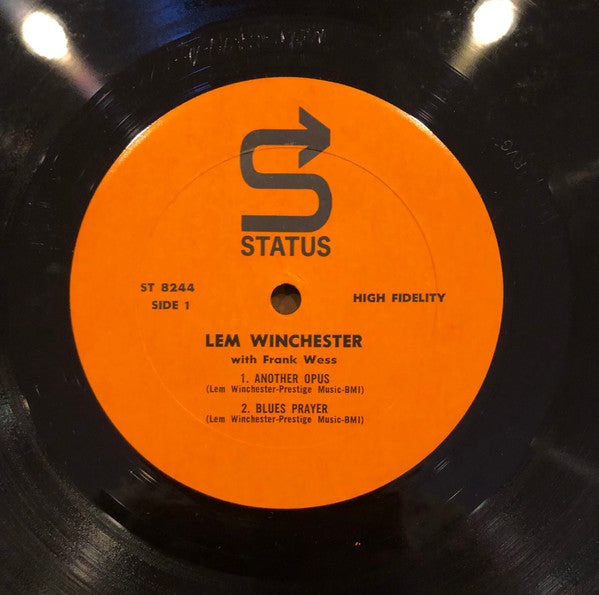 STATUS
ST 8244
SIDE 1
HIGH FIDELITY
LEM WINCHESTER
with Frank Wess
1. ANOTHER OPUS
(Lem Winchester-Prestige Music-BMI)
2. BLUES PRAYER
(Lem Winchester-Prestige Music-BMI)